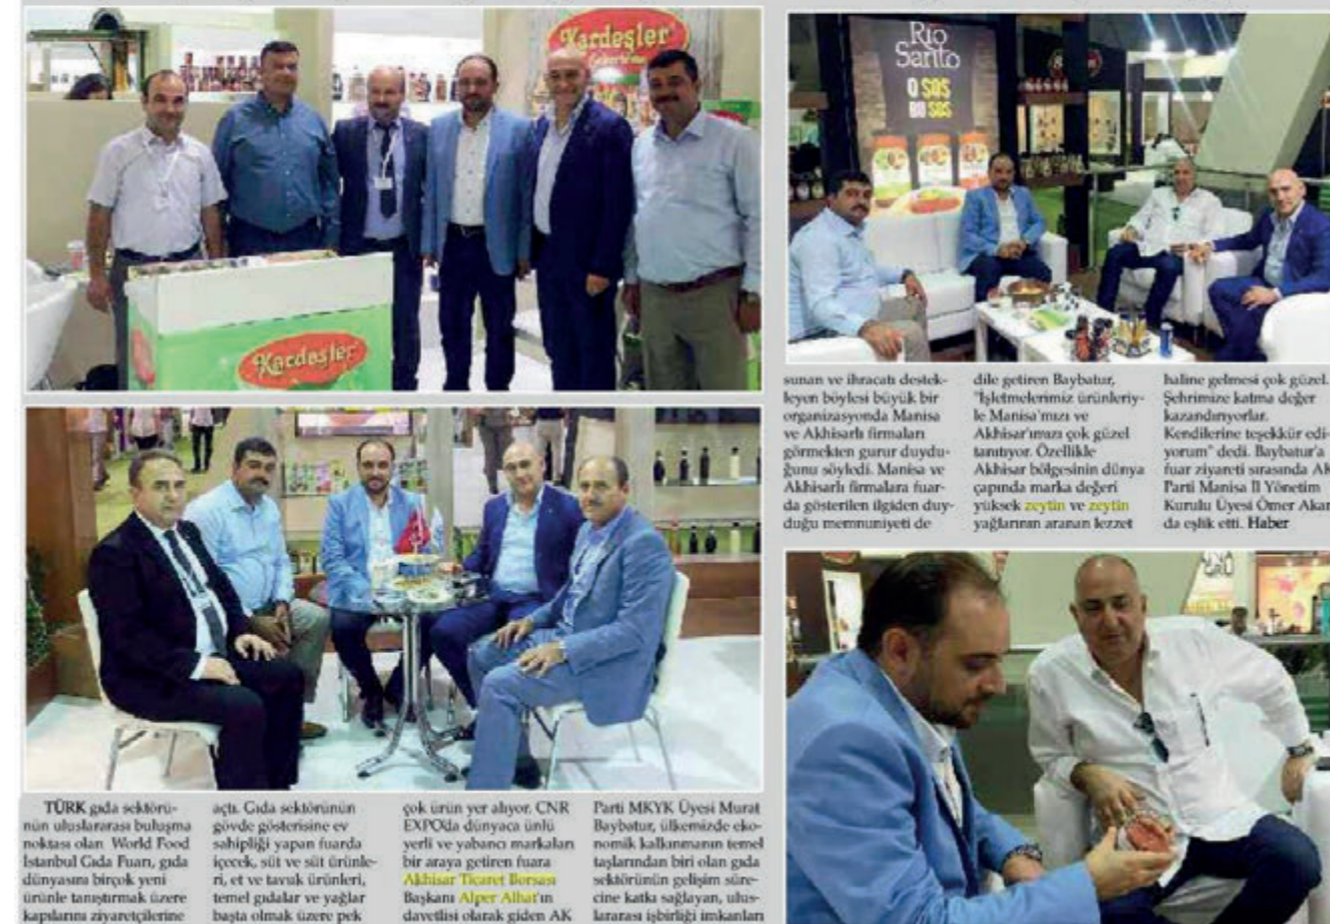 Kardeşler
Kardeşler
Rio
Santo
O SOS
BU SOS
TÜRK gıda sektörü-
nün uluslararası buluşma
noktası olan World Food
İstanbul Gıda Fuarı, gıda
dünyasını birçok yeni
ürünle tanıştırmak üzere
kapılarını ziyaretçilerine
açtı. Gıda sektörünün
gövde gösterisine ev
sahipliği yapan fuarda
içecek, süt ve süt ürünle-
ri, et ve tavuk ürünleri,
temel gıdalar ve yağlar
başta olmak üzere pek
çok ürün yer alıyor. CNR
EXPO'da dünyaca ünlü
yerli ve yabancı markaları
bir araya getiren fuara
Akhisar Ticaret Borsası
Başkanı Alper Alhat'ın
davetlisi olarak giden AK
Parti MKYK Üyesi Murat
Baybatur, ülkemizde eko-
nomik kalkınmanın temel
taşlarından biri olan gıda
sektörünün gelişim süre-
cine katkı sağlayan, ulus-
lararası işbirliği imkanları
sunan ve ihracatı destek-
leyen böylesi büyük bir
organizasyonda Manisa
ve Akhisarlı firmaları
görmekten gurur duydu-
ğunu söyledi. Manisa ve
Akhisarlı firmalara fuar-
da gösterilen ilgiden duy-
duğu memnuniyeti de
dile getiren Baybatur,
"İşletmelerimiz ürünleriy-
le Manisa'mızı ve
Akhisar'ımızı çok güzel
tanıtıyor. Özellikle
Akhisar bölgesinin dünya
çapında marka değeri
yüksek zeytin ve zeytin
yağlarının aranan lezzet
haline gelmesi çok güzel.
Şehrimize katma değer
kazandırıyorlar.
Kendilerine teşekkür edi-
yorum" dedi. Baybatur'a
fuar ziyareti sırasında AK
Parti Manisa İl Yönetim
Kurulu Üyesi Ömer Akar
da eşlik etti. Haber